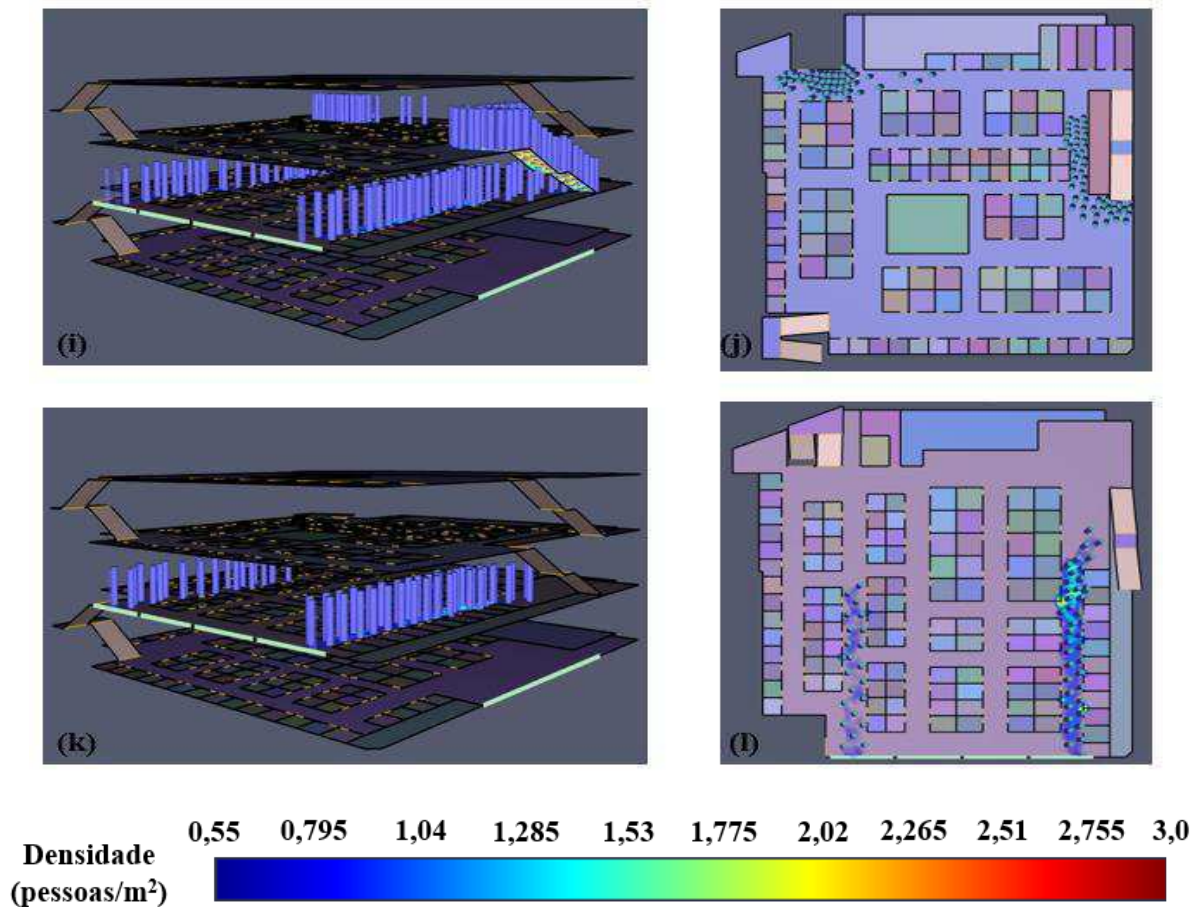 (i)
(j)
(k)
(l)
0,55 0,795 1,04 1,285 1,53 1,775 2,02 2,265 2,51 2,755 3,0
Densidade
(pessoas/m²)